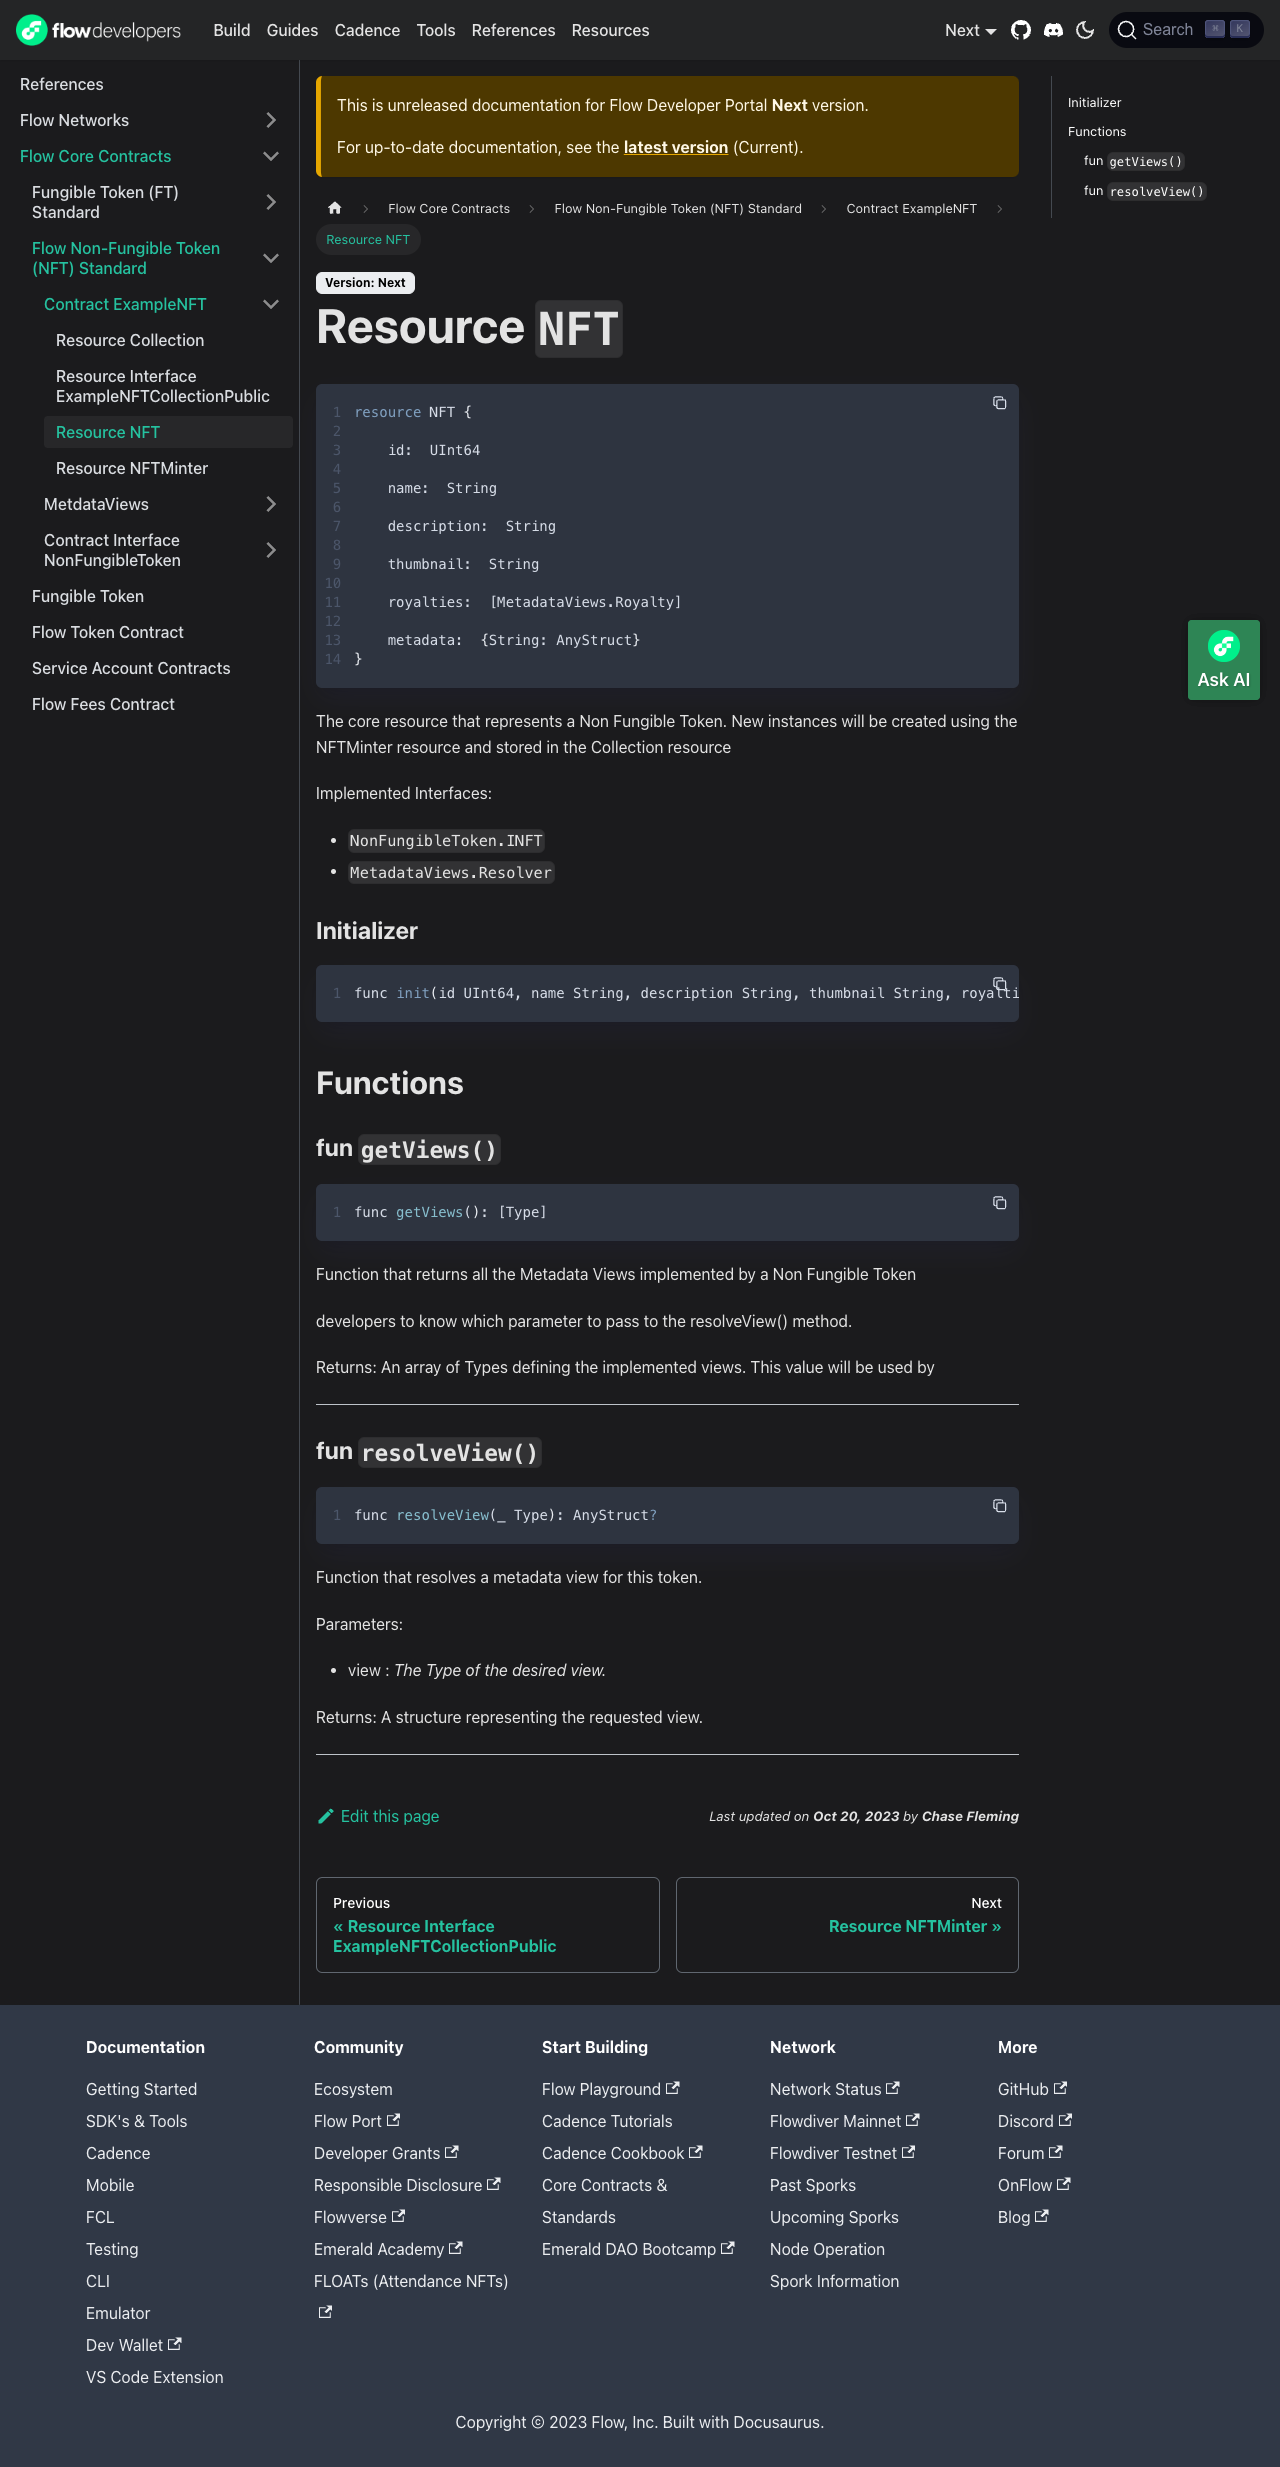 flowdevelopers
Build Guides Cadence Tools References Resources
Next
Search ⌘ K
References
Flow Networks
Flow Core Contracts
Fungible Token (FT)
Standard
Flow Non-Fungible Token
(NFT) Standard
Contract ExampleNFT
Resource Collection
Resource Interface
ExampleNFTCollectionPublic
Resource NFT
Resource NFTMinter
MetdataViews
Contract Interface
NonFungibleToken
Fungible Token
Flow Token Contract
Service Account Contracts
Flow Fees Contract
This is unreleased documentation for Flow Developer Portal Next version.
For up-to-date documentation, see the latest version (Current).
Flow Core Contracts > Flow Non-Fungible Token (NFT) Standard > Contract ExampleNFT >
Resource NFT
Version: Next
Resource NFT
1 resource NFT {
2
3 id:  UInt64
4
5 name:  String
6
7 description:  String
8
9 thumbnail:  String
10
11 royalties:  [MetadataViews.Royalty]
12
13 metadata:  {String: AnyStruct}
14 }
The core resource that represents a Non Fungible Token. New instances will be created using the
NFTMinter resource and stored in the Collection resource
Implemented Interfaces:
• NonFungibleToken.INFT
• MetadataViews.Resolver
Initializer
1 func init(id UInt64, name String, description String, thumbnail String, royalti
Functions
fun getViews()
1 func getViews(): [Type]
Function that returns all the Metadata Views implemented by a Non Fungible Token
developers to know which parameter to pass to the resolveView() method.
Returns: An array of Types defining the implemented views. This value will be used by
fun resolveView()
1 func resolveView(_ Type): AnyStruct?
Function that resolves a metadata view for this token.
Parameters:
• view : The Type of the desired view.
Returns: A structure representing the requested view.
Edit this page
Last updated on Oct 20, 2023 by Chase Fleming
Previous
« Resource Interface
ExampleNFTCollectionPublic
Next
Resource NFTMinter »
Initializer
Functions
fun getViews()
fun resolveView()
Ask AI
Documentation
Getting Started
SDK's & Tools
Cadence
Mobile
FCL
Testing
CLI
Emulator
Dev Wallet
VS Code Extension
Community
Ecosystem
Flow Port
Developer Grants
Responsible Disclosure
Flowverse
Emerald Academy
FLOATs (Attendance NFTs)
Start Building
Flow Playground
Cadence Tutorials
Cadence Cookbook
Core Contracts &
Standards
Emerald DAO Bootcamp
Network
Network Status
Flowdiver Mainnet
Flowdiver Testnet
Past Sporks
Upcoming Sporks
Node Operation
Spork Information
More
GitHub
Discord
Forum
OnFlow
Blog
Copyright © 2023 Flow, Inc. Built with Docusaurus.